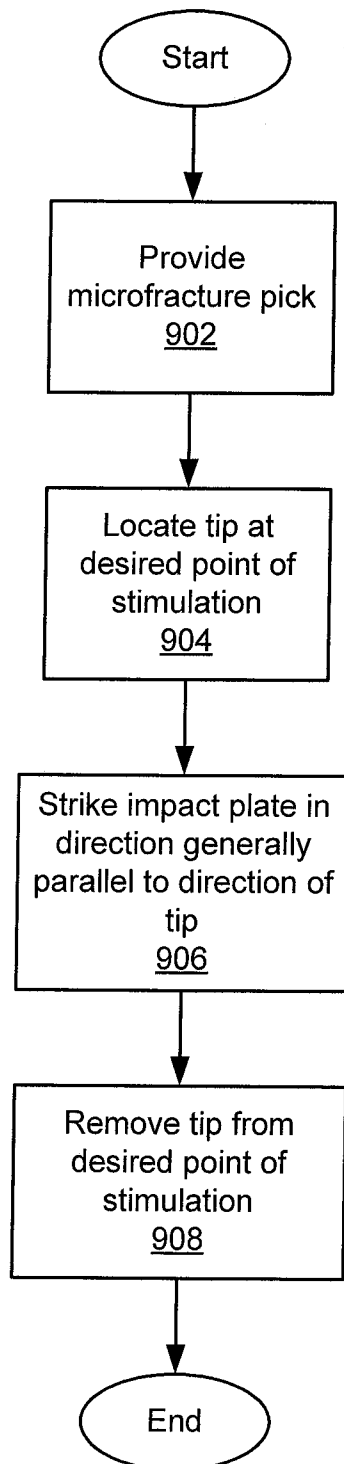 Start
Provide
microfracture pick
902
Locate tip at
desired point of
stimulation
904
Strike impact plate in
direction generally
parallel to direction of
tip
906
Remove tip from
desired point of
stimulation
908
End